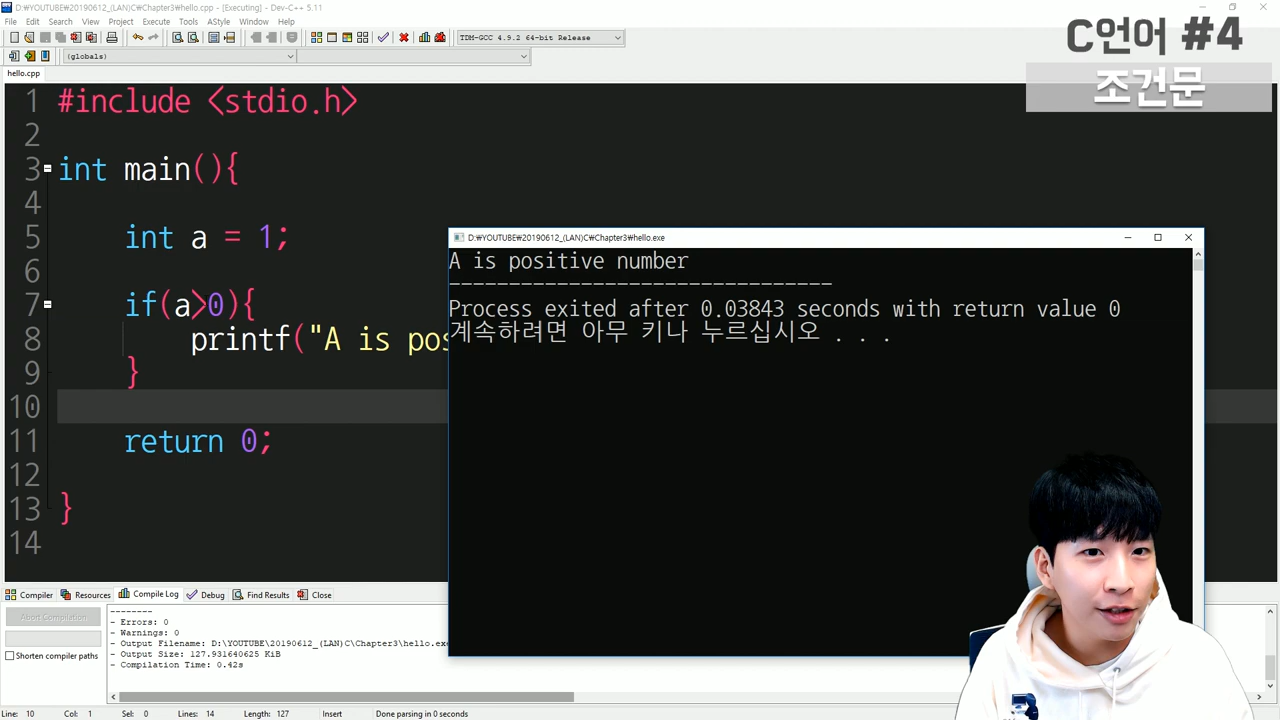 D:₩YOUTUBE₩20190612_(LAN)C₩Chapter3₩hello.cpp - [Executing] - Dev-C++ 5.11
File Edit Search View Project Execute Tools AStyle Window Help
TDM-GCC 4.9.2 64-bit Release
(globals)
hello.cpp
C언어 #4
조건문
1 #include <stdio.h>
2
3 int main(){
4
5 int a = 1;
6
7 if(a>0){
8 printf("A is pos
9 }
10
11 return 0;
12
13 }
14
D:₩YOUTUBE₩20190612_(LAN)C₩Chapter3₩hello.exe
A is positive number
--------------------------------
Process exited after 0.03843 seconds with return value 0
계속하려면 아무 키나 누르십시오 . . .
Compiler Resources Compile Log Debug Find Results Close
Abort Compilation
Shorten compiler paths
--------
- Errors: 0
- Warnings: 0
- Output Filename: D:\YOUTUBE\20190612_(LAN)C\Chapter3\hello.exe
- Output Size: 127.931640625 KiB
- Compilation Time: 0.42s
Line: 10 Col: 1 Sel: 0 Lines: 14 Length: 127 Insert Done parsing in 0 seconds